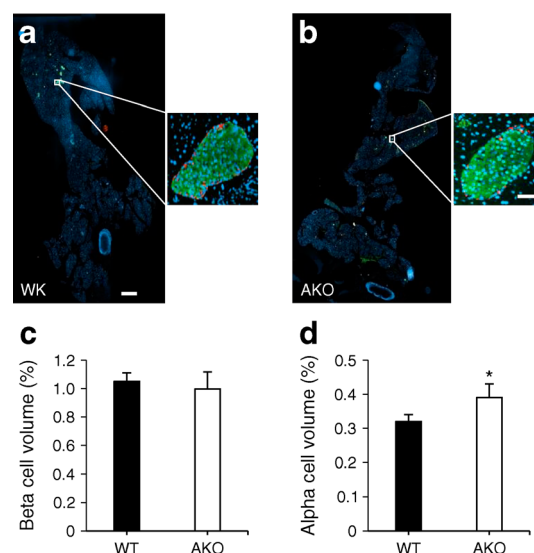 a
b
WK
AKO
c
d
Beta cell volume (%)
1.2
1.0
0.8
0.6
0.4
0.2
0
WT
AKO
Alpha cell volume (%)
0.5
0.4
0.3
0.2
0.1
0
*
WT
AKO